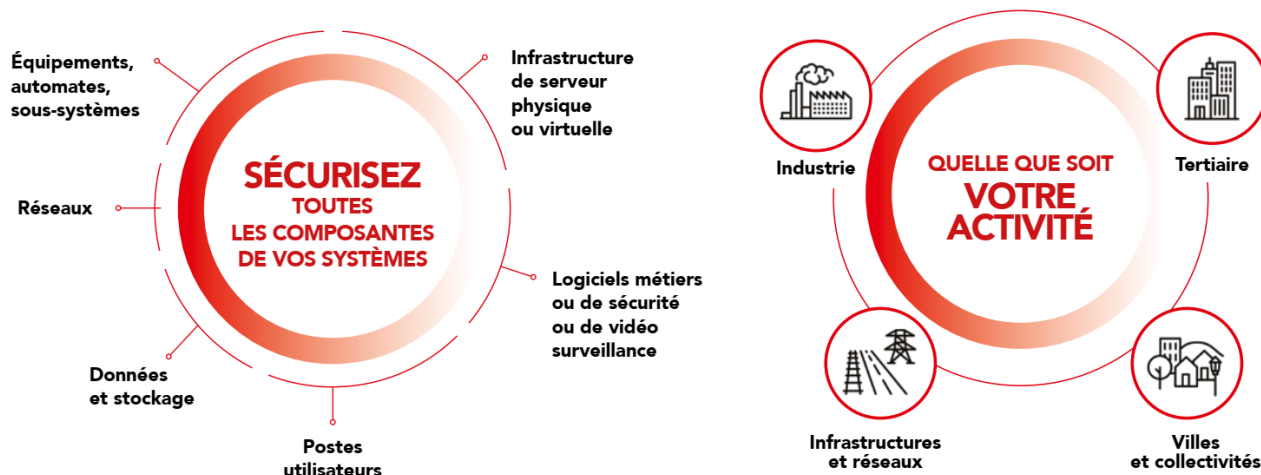 Équipements,
automates,
sous-systèmes
Réseaux
Données
et stockage
Postes
utilisateurs
Infrastructure
de serveur
physique
ou virtuelle
Logiciels métiers
ou de sécurité
ou de vidéo
surveillance
SÉCURISEZ
TOUTES
LES COMPOSANTES
DE VOS SYSTÈMES
QUELLE QUE SOIT
VOTRE
ACTIVITÉ
Industrie
Tertiaire
Infrastructures
et réseaux
Villes
et collectivités